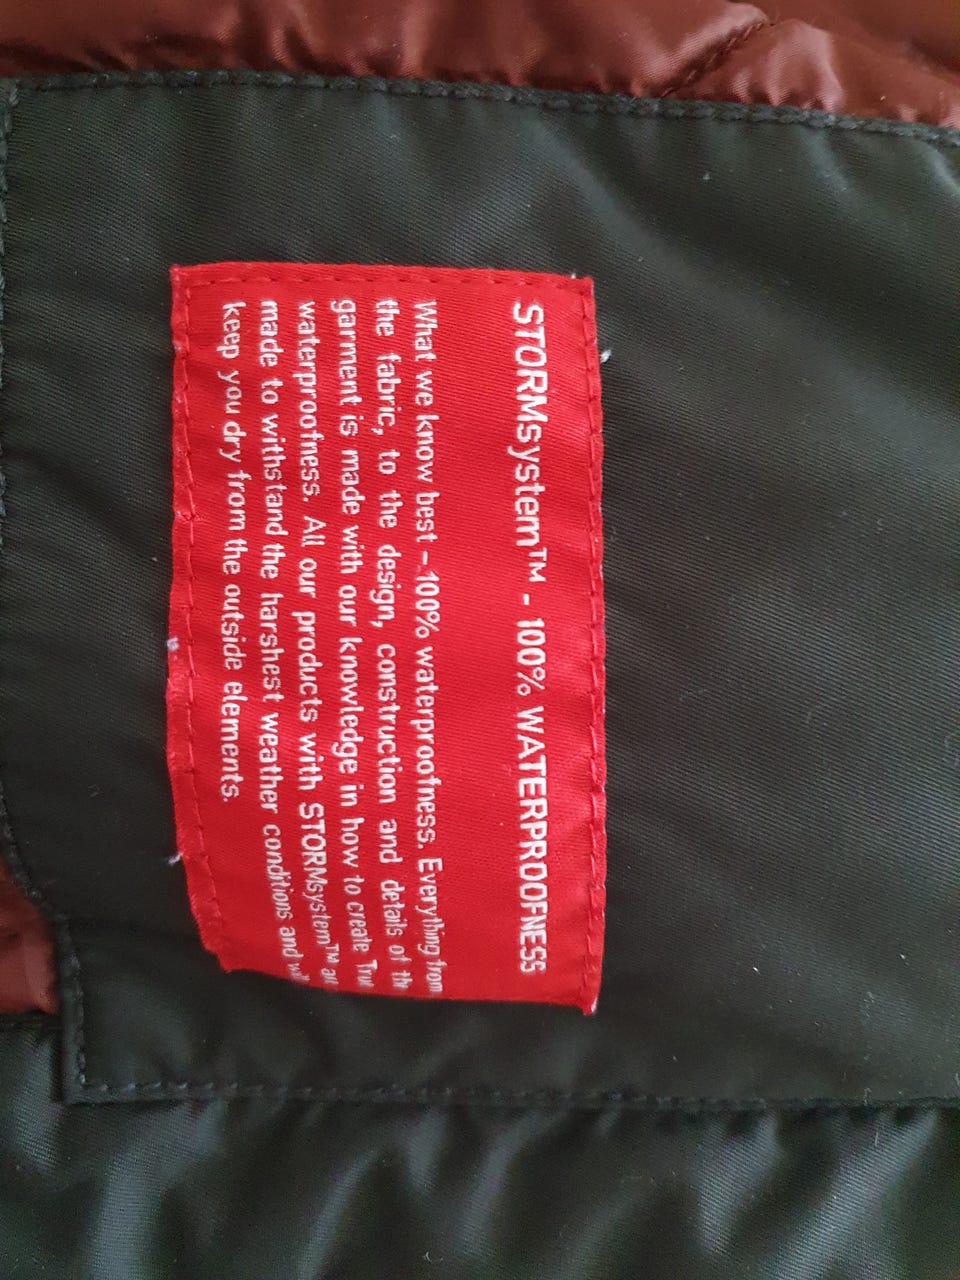 STORMsystem™ - 100% WATERPROOFNESS
What we know best - 100% waterproofness. Everything from
the fabric, to the design, construction and details of
garment is made with our knowledge in how to create
waterproofness. All our products with STORMsystem™
made to withstand the harshest weather conditions and
keep you dry from the outside elements.